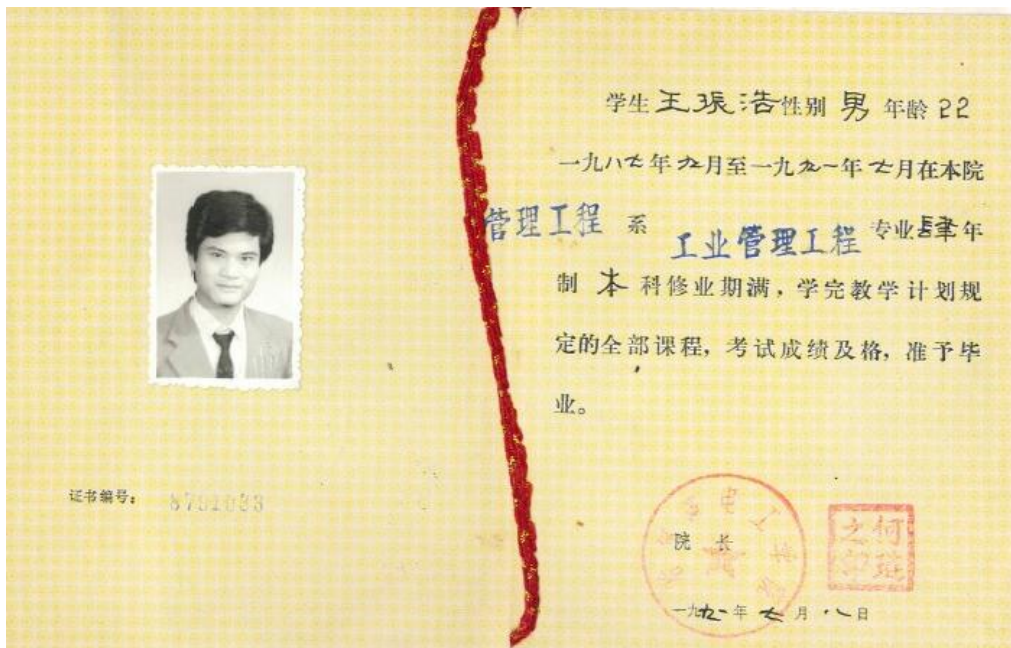 证书编号：
学生 王振浩 性别 男 年龄 22
一九八七年九月至一九九一年七月在本院
管理工程 系 工业管理工程 专业肆年
制 本 科修业期满，学完教学计划规
定的全部课程，考试成绩及格，准予毕
业。
院长
一九九一年 七 月 八日